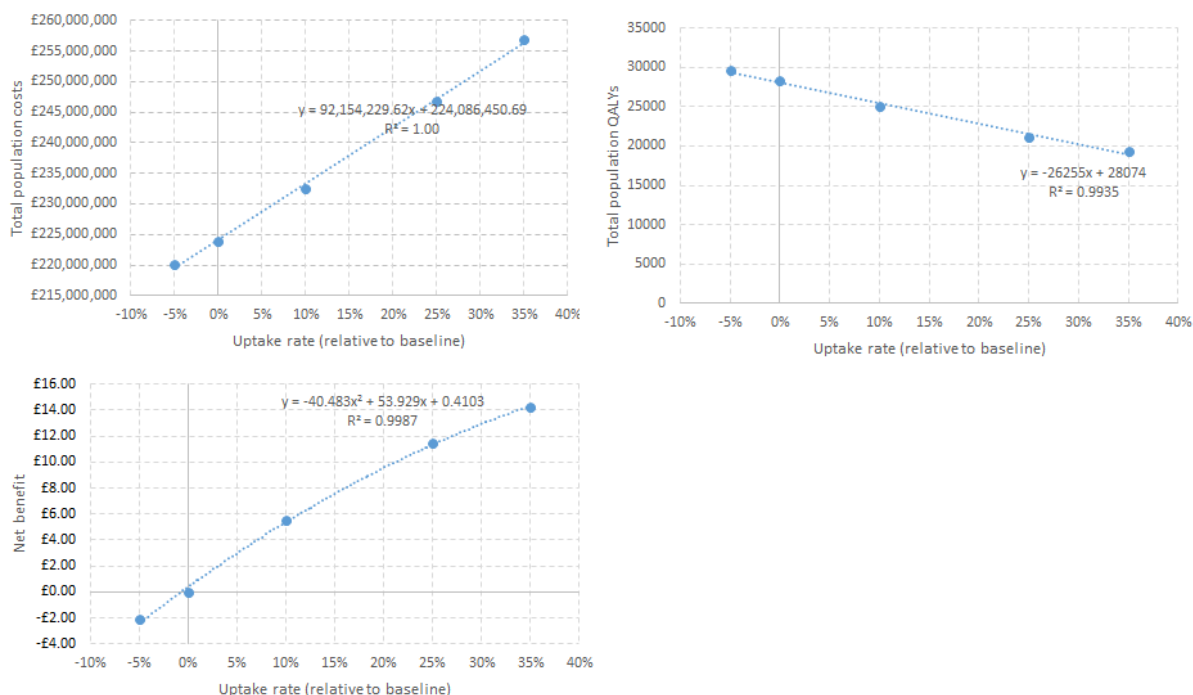 £260,000,000
£255,000,000
£250,000,000
£245,000,000
£240,000,000
£235,000,000
£230,000,000
£225,000,000
£220,000,000
£215,000,000
Total population costs
y = 92,154,229.62x + 224,086,450.69
R² = 1.00
-10% -5% 0% 5% 10% 15% 20% 25% 30% 35% 40%
Uptake rate (relative to baseline)
35000
30000
25000
20000
15000
10000
5000
0
Total population QALYs
y = -26255x + 28074
R² = 0.9935
-10% -5% 0% 5% 10% 15% 20% 25% 30% 35% 40%
Uptake rate (relative to baseline)
£16.00
£14.00
£12.00
£10.00
£8.00
£6.00
£4.00
£2.00
£0.00
-£2.00
-£4.00
Net benefit
y = -40.483x² + 53.929x + 0.4103
R² = 0.9987
-10% -5% 0% 5% 10% 15% 20% 25% 30% 35% 40%
Uptake rate (relative to baseline)